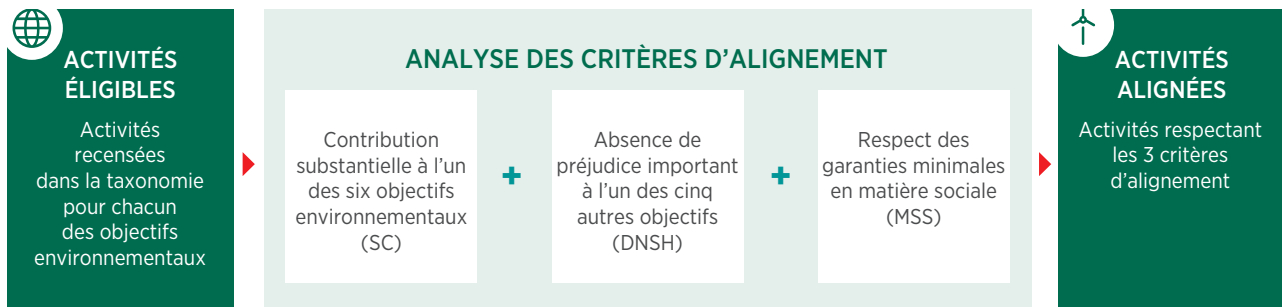 ACTIVITÉS
ÉLIGIBLES
Activités
recensées
dans la taxonomie
pour chacun
des objectifs
environnementaux
ANALYSE DES CRITÈRES D’ALIGNEMENT
Contribution
substantielle à l’un
des six objectifs
environnementaux
(SC)
+
Absence de
préjudice important
à l’un des cinq
autres objectifs
(DNSH)
+
Respect des
garanties minimales
en matière sociale
(MSS)
ACTIVITÉS
ALIGNÉES
Activités respectant
les 3 critères
d’alignement